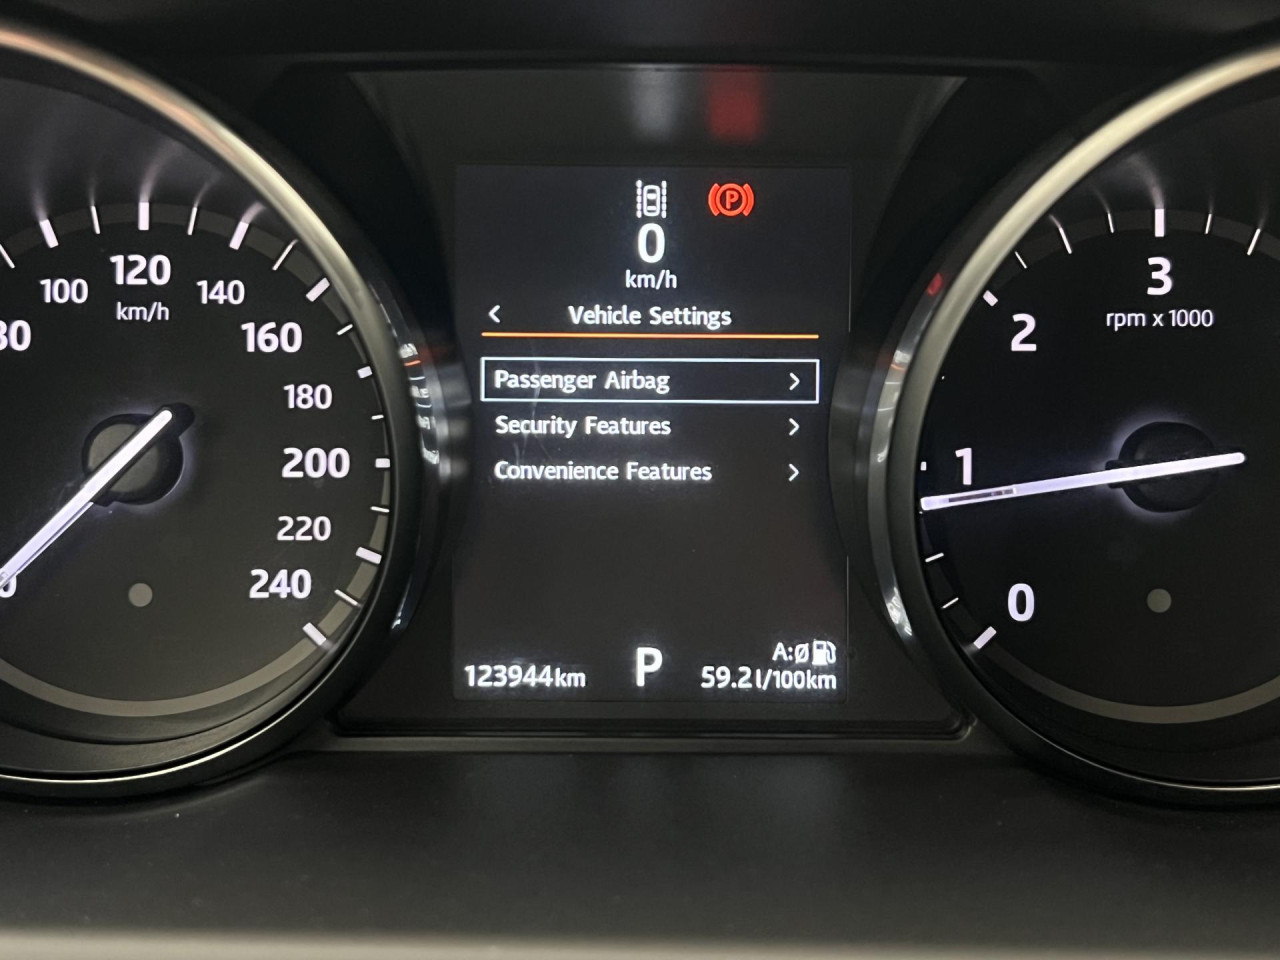 0
km/h
Vehicle Settings
Passenger Airbag
Security Features
Convenience Features
P
A:Ø
123944km
59.2l/100km
80
100
120
km/h
140
160
180
200
220
240
0
1
2
3
rpm x 1000
P